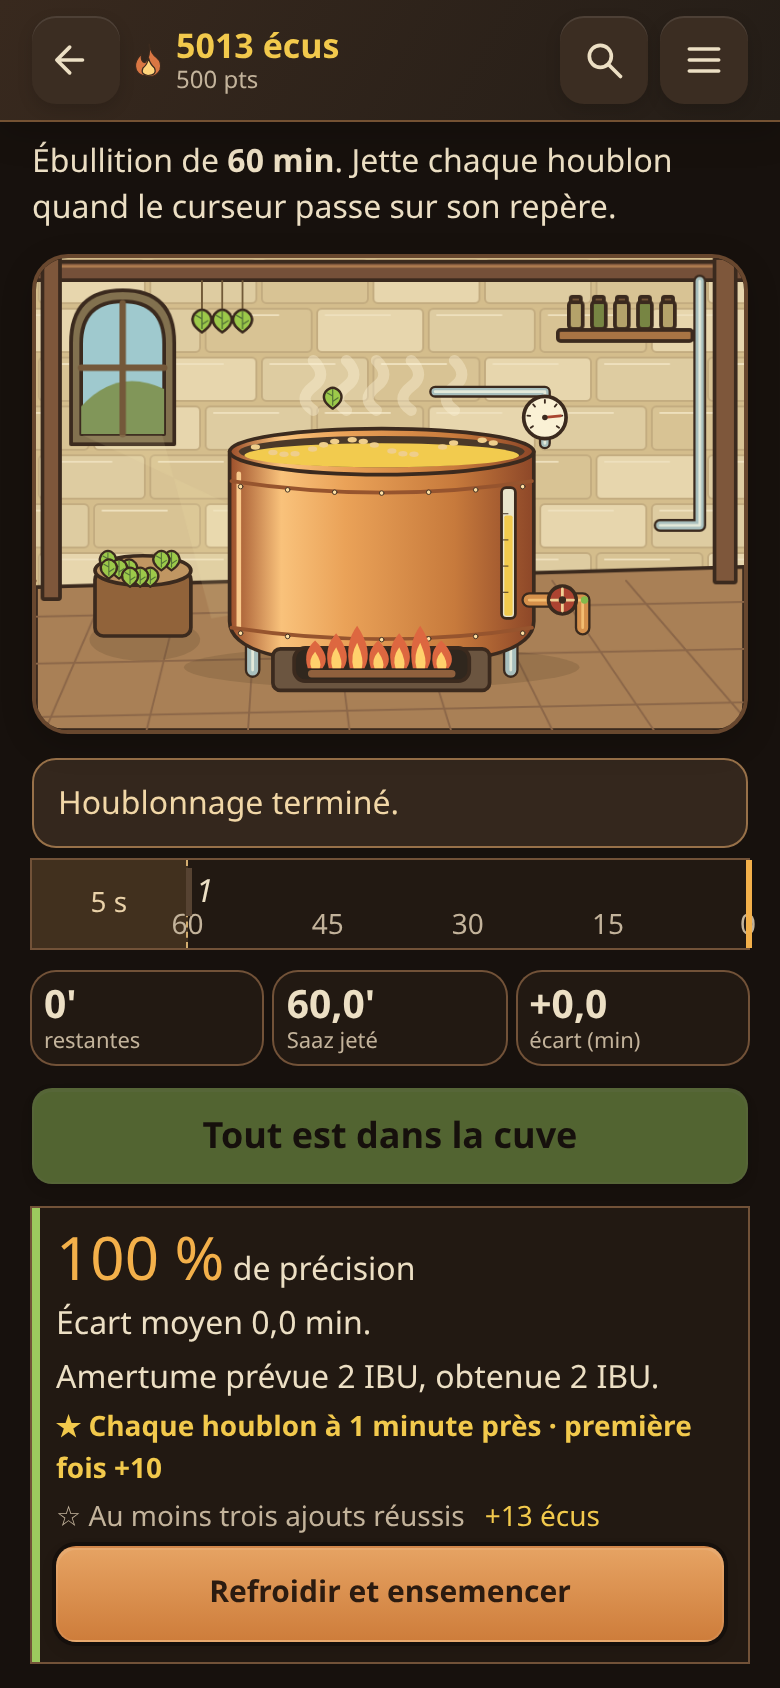 5013 écus
500 pts
Ébullition de 60 min. Jette chaque houblon
quand le curseur passe sur son repère.
Houblonnage terminé.
5 s
1
60 45 30 15 0
0'
restantes
60,0'
Saaz jeté
+0,0
écart (min)
Tout est dans la cuve
100 % de précision
Écart moyen 0,0 min.
Amertume prévue 2 IBU, obtenue 2 IBU.
★ Chaque houblon à 1 minute près · première
fois +10
☆ Au moins trois ajouts réussis +13 écus
Refroidir et ensemencer